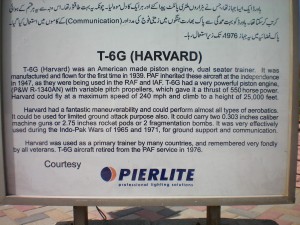 T-6G (HARVARD)
T-6G (Harvard) was an American made piston engine, dual seater trainer. It was
manufactured and flown for the first time in 1939. PAF inherited these aircraft at the independence
in 1947, as they were being used in the RAF and IAF. T-6G had a very powerful piston engine,
(P&W R-1340AN) with variable pitch propellers, which gave it a thrust of 550 horse power.
Harvard could fly at a maximum speed of 240 mph and climb to a height of 25,000 feet.
Harvard had a fantastic maneuverability and could perform almost all types of aerobatics.
It could be used for limited ground attack purpose also. It could carry two 0.303 inches caliber
machine guns or 2.75 inches rocket pods or 2 fragmentation bombs. It was very effectively
used during the Indo-Pak Wars of 1965 and 1971, for ground support and communication.
Harvard was used as a primary trainer by many countries, and remembered very fondly
by all veterans. T-6G aircraft retired from the PAF service in 1976.
Courtesy
PIERLITE
professional lighting solutions